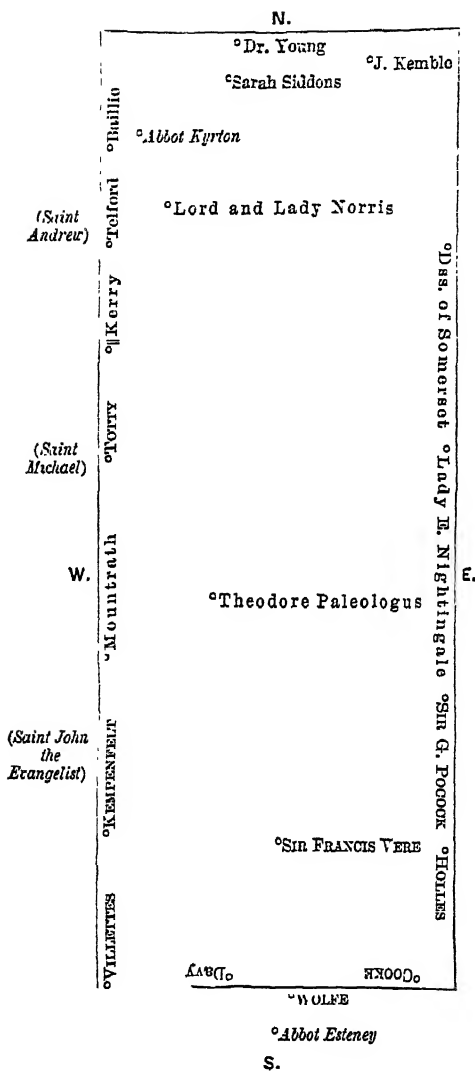 N.
°Dr. Young
°J. Kemble
°Sarah Siddons
°Baillie
°Abbot Kyrton
°Telford
(Saint
Andrew)
°Lord and Lady Norris
°||Kerry
°Dss. of Somerset
°Torry
(Saint
Michael)
°Lady E. Nightingale
W.
E.
°Mountrath
°Theodore Paleologus
°SIR G. POCOCK
(Saint John
the
Evangelist)
°KEMPENFELT
°SIR FRANCIS VERE
°HOLLES
°VILLETTES
°DAVY
°COOKE
°WOLFE
°Abbot Esteney
S.